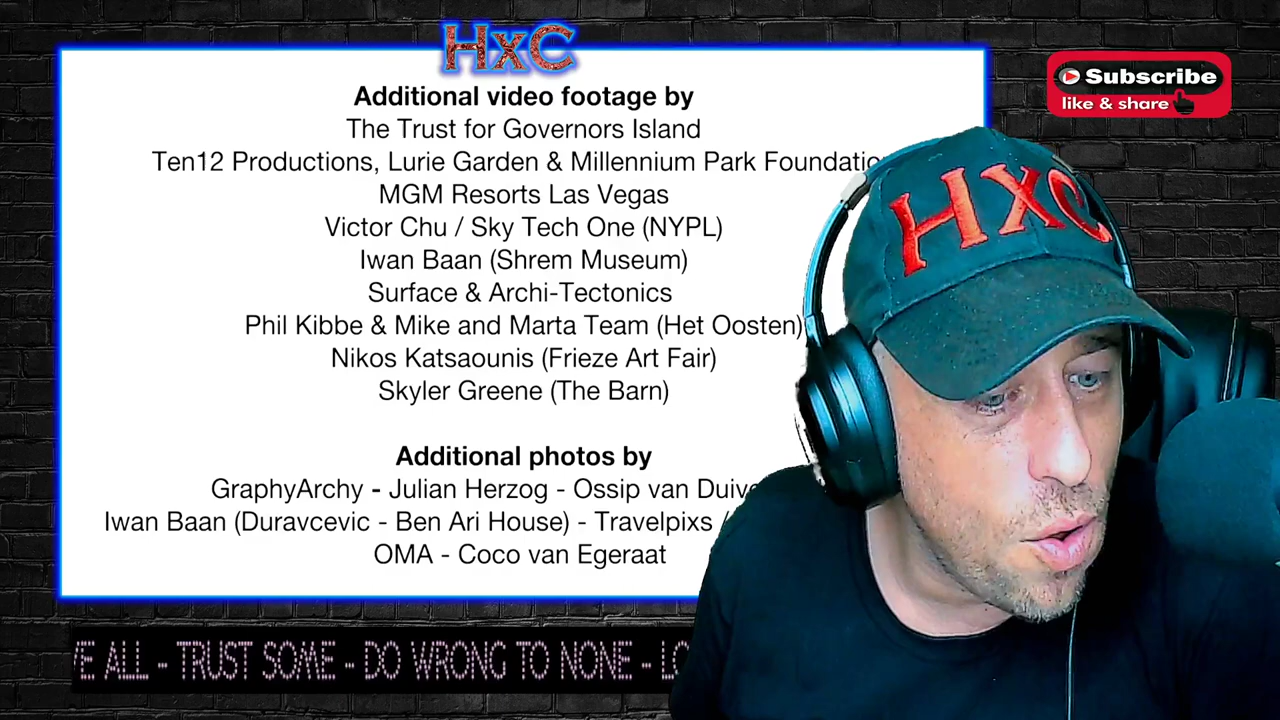 HxC
Subscribe
like & share
Additional video footage by
The Trust for Governors Island
Ten12 Productions, Lurie Garden & Millennium Park
MGM Resorts Las Vegas
Victor Chu / Sky Tech One (NYPL)
Iwan Baan (Shrem Museum)
Surface & Archi-Tectonics
Phil Kibbe & Mike and Marta Team (Het Oosten)
Nikos Katsaounis (Frieze Art Fair)
Skyler Greene (The Barn)
Additional photos by
GraphyArchy - Julian Herzog - Ossip van
Iwan Baan (Duravcevic - Ben Ari House) - Travelpixs /
OMA - Coco van Egeraat
HXC
ALL - TRUST SOME - DO WRONG TO NONE -